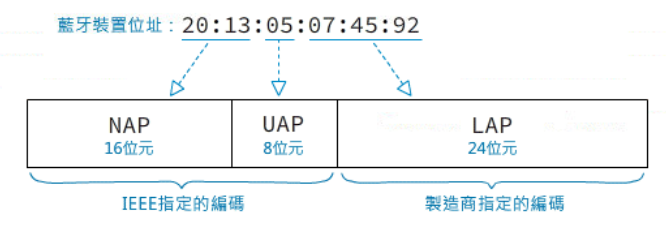 藍牙裝置位址：20:13:05:07:45:92
NAP
16位元
UAP
8位元
LAP
24位元
IEEE指定的編碼
製造商指定的編碼